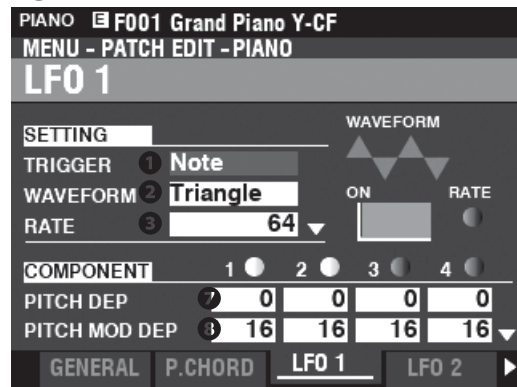 PIANO E F001 Grand Piano Y-CF
MENU - PATCH EDIT - PIANO
LFO 1
SETTING
WAVEFORM
TRIGGER 1 Note
WAVEFORM 2 Triangle
ON RATE
RATE 3 64
COMPONENT 1 2 3 4
PITCH DEP 7 0 0 0 0
PITCH MOD DEP 8 16 16 16 16
GENERAL P.CHORD LFO 1 LFO 2